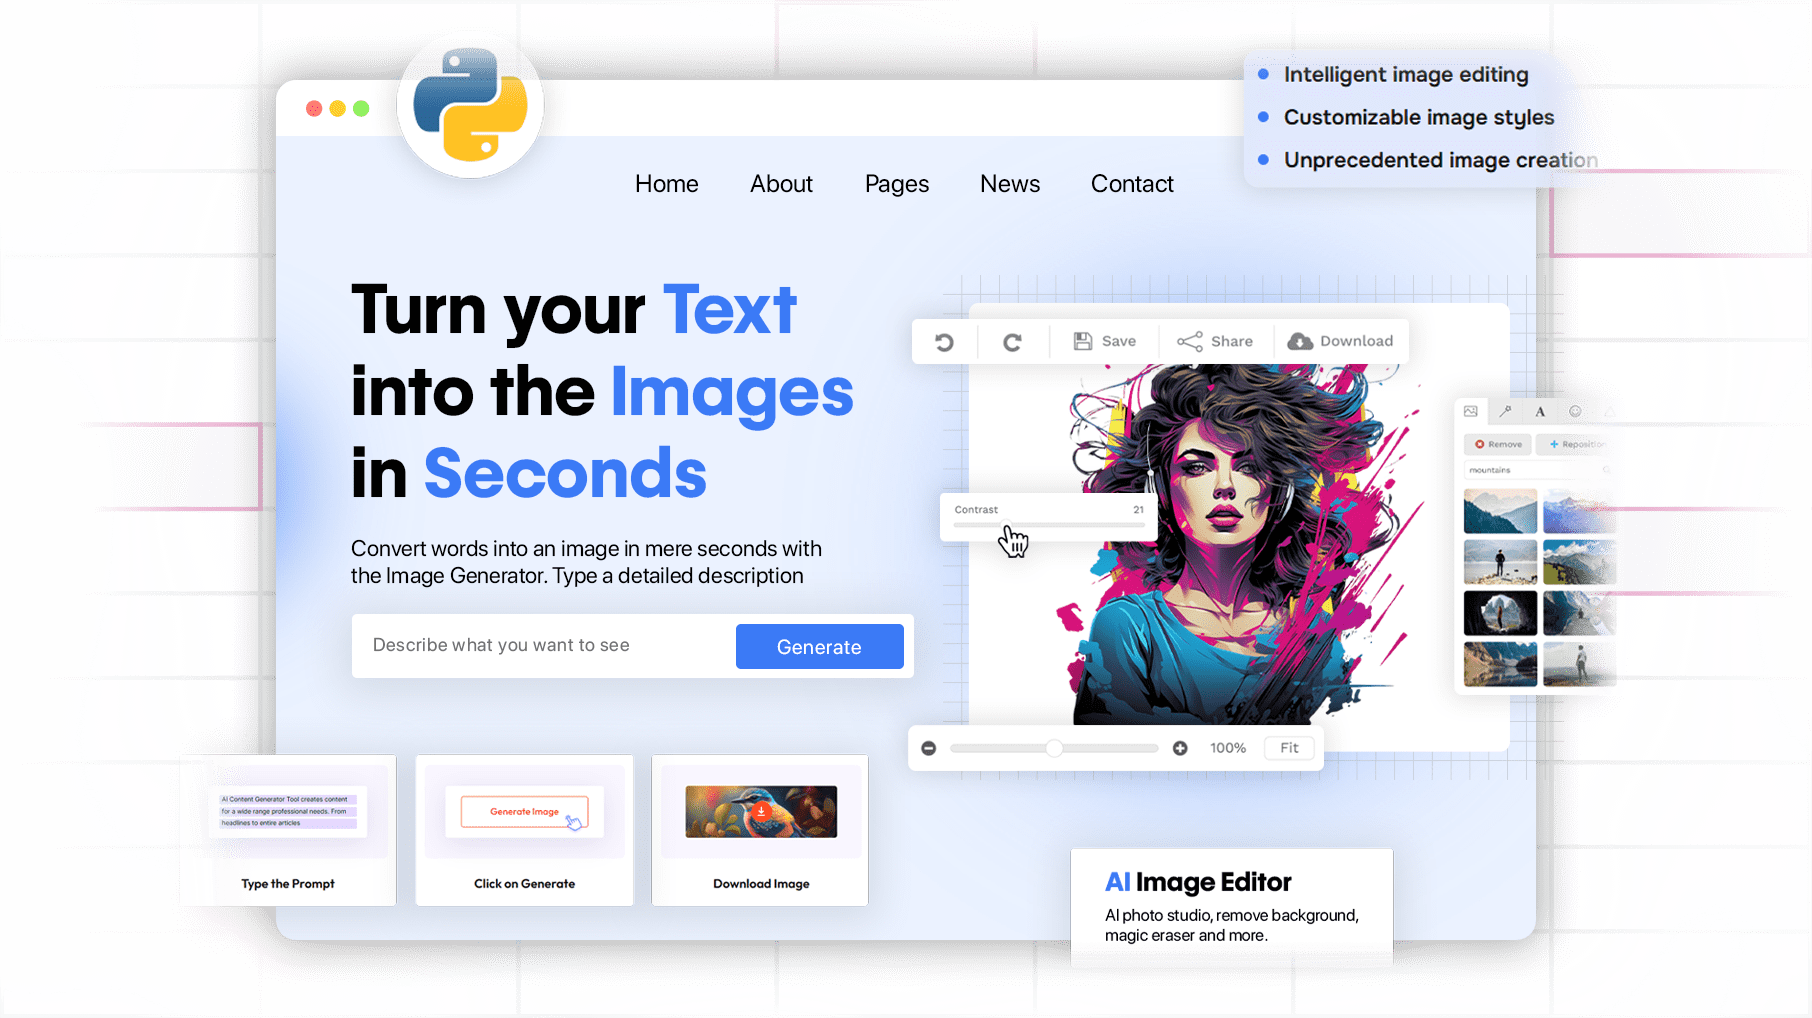 Intelligent image editing
Customizable image styles
Unprecedented image creation
Home About Pages News Contact
Turn your Text
into the Images
in Seconds
Convert words into an image in mere seconds with
the Image Generator. Type a detailed description
Describe what you want to see
Generate
Save Share Download
Contrast 21
A
Remove Reposition
mountains
100% Fit
AI Content Generator Tool creates content
for a wide range professional needs. From
headlines to entire articles
Type the Prompt
Generate Image
Click on Generate
Download Image
AI Image Editor
AI photo studio, remove background,
magic eraser and more.